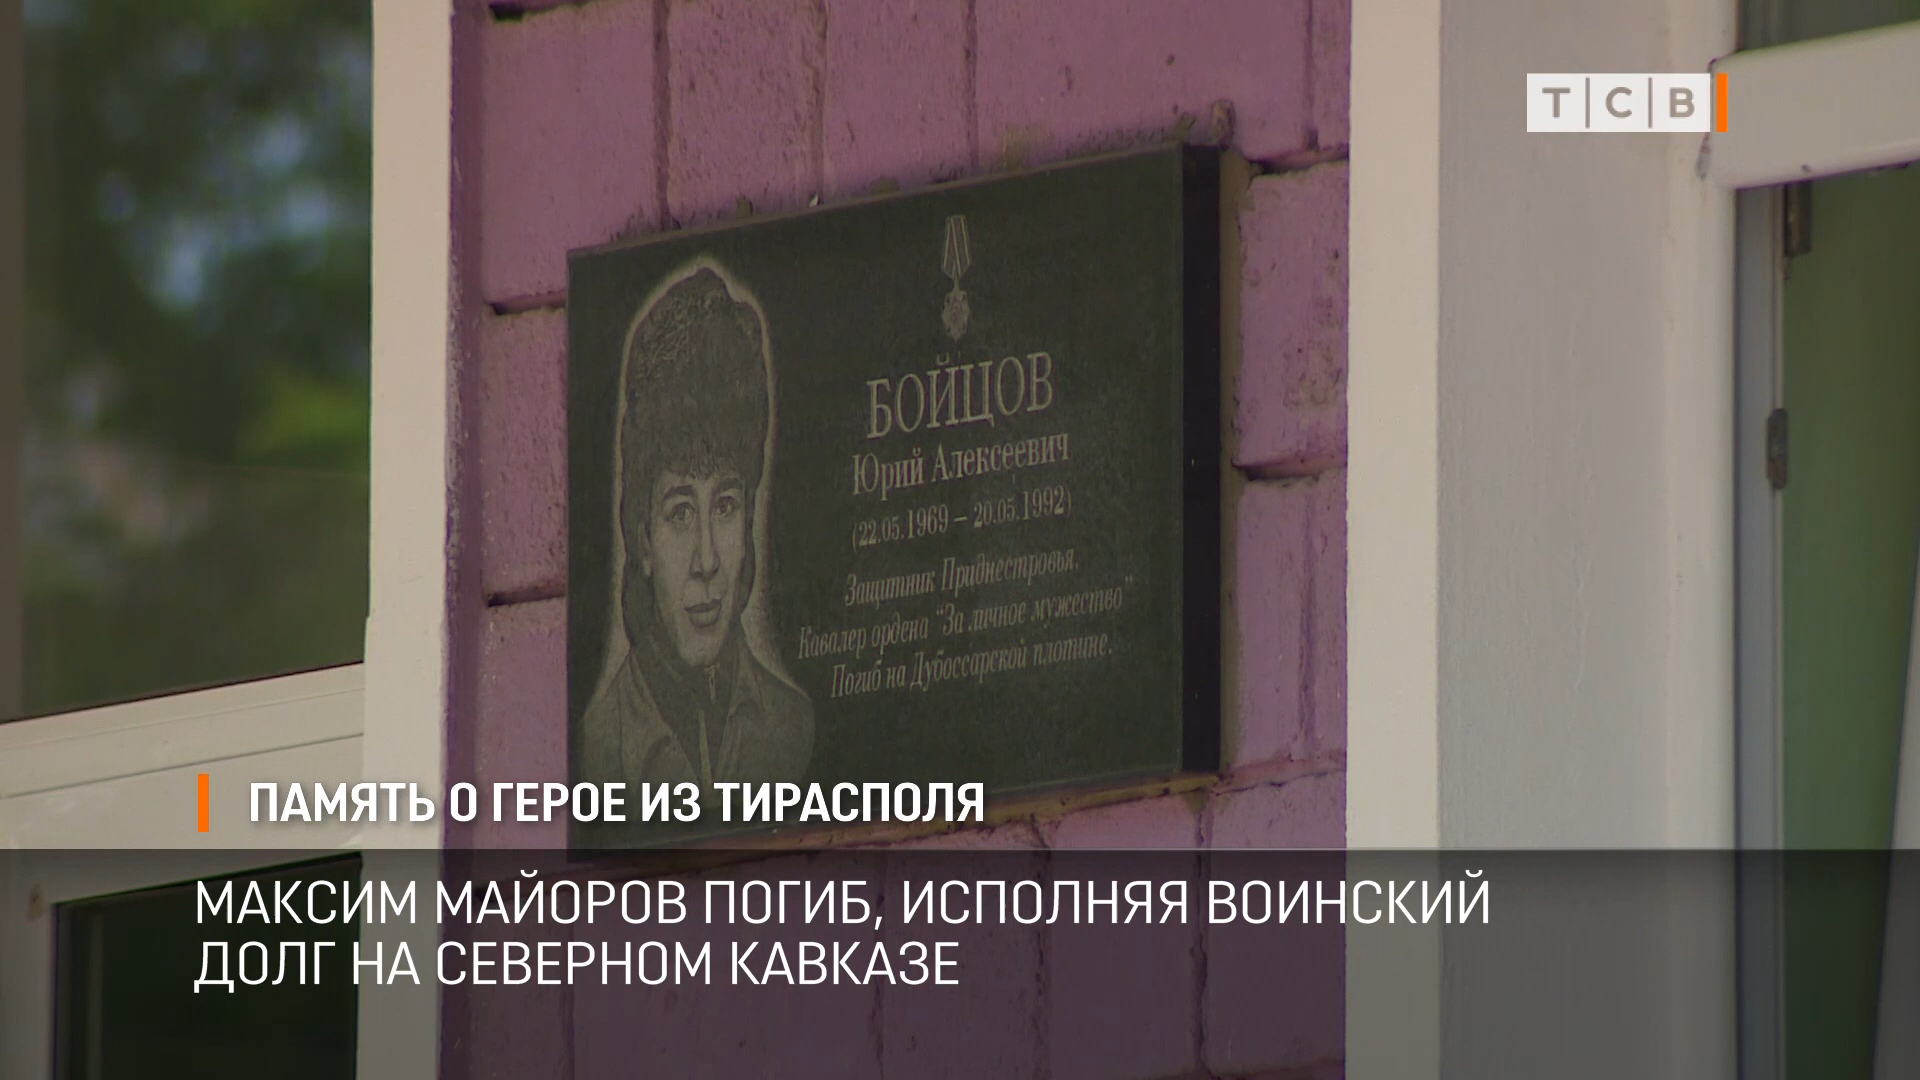 Т|С|В
БОЙЦОВ
Юрий Алексеевич
(22.05.1969 – 20.05.1992)
Защитник Приднестровья.
Кавалер ордена "За личное мужество"
Погиб на Дубоссарской плотине.
ПАМЯТЬ О ГЕРОЕ ИЗ ТИРАСПОЛЯ
МАКСИМ МАЙОРОВ ПОГИБ, ИСПОЛНЯЯ ВОИНСКИЙ
ДОЛГ НА СЕВЕРНОМ КАВКАЗЕ